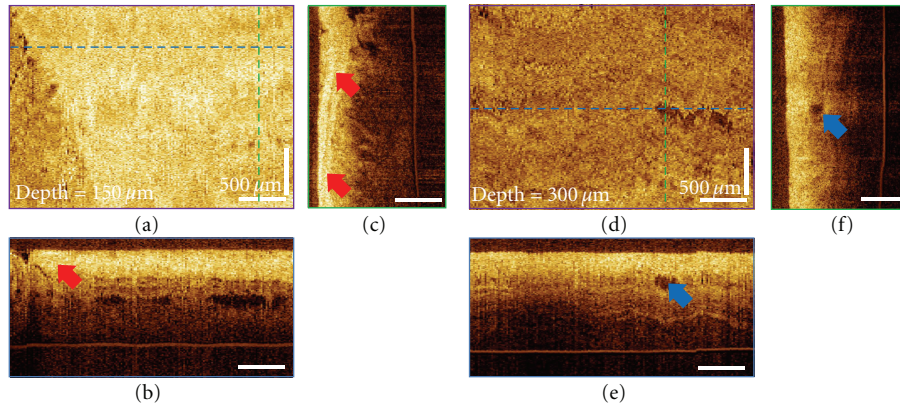 Depth = 150 μm
500 μm
Depth = 300 μm
500 μm
(a)
(c)
(d)
(f)
(b)
(e)